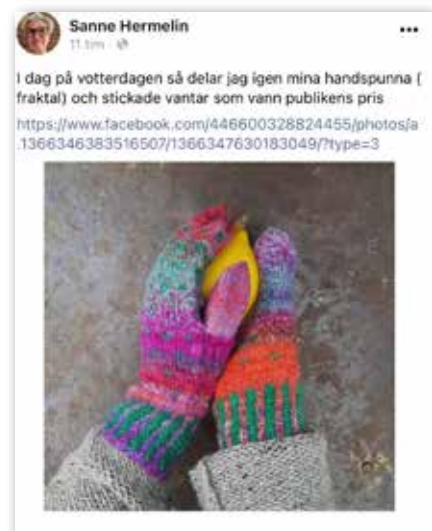 Sanne Hermelin
11 tim
I dag på votterdagen så delar jag igen mina handspunna (
fraktal) och stickade vantar som vann publikens pris
https://www.facebook.com/446600328824455/photos/a
.1366346383516507/1366347630183049/?type=3